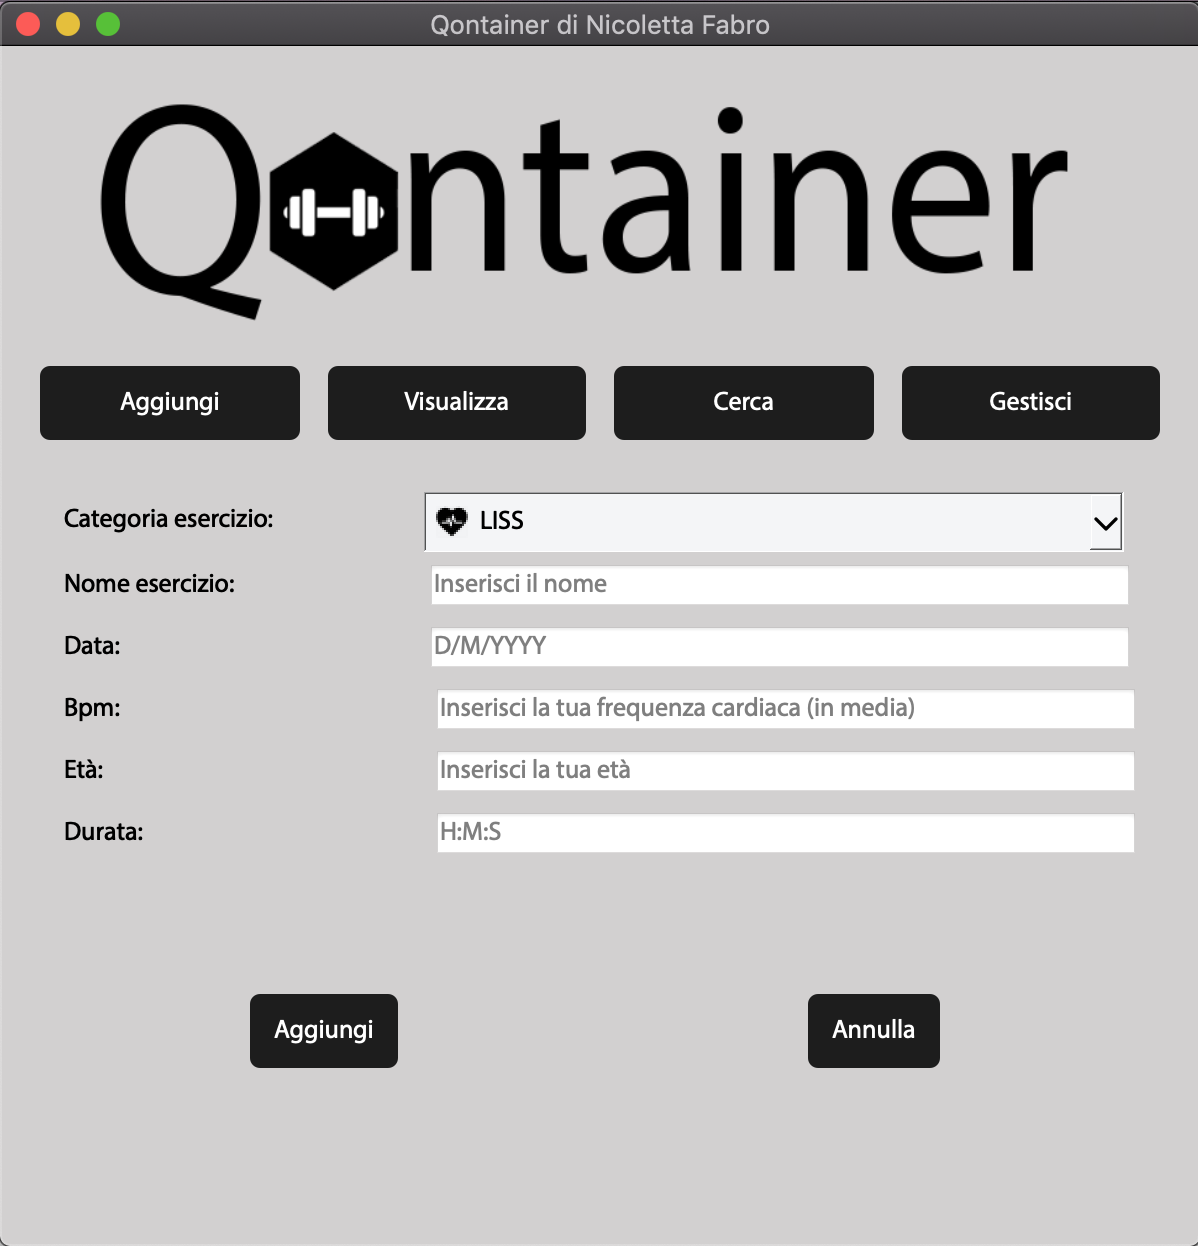 Qontainer di Nicoletta Fabro
Qontainer
Aggiungi Visualizza Cerca Gestisci
Categoria esercizio: LISS
Nome esercizio: Inserisci il nome
Data: D/M/YYYY
Bpm: Inserisci la tua frequenza cardiaca (in media)
Età: Inserisci la tua età
Durata: H:M:S
Aggiungi Annulla